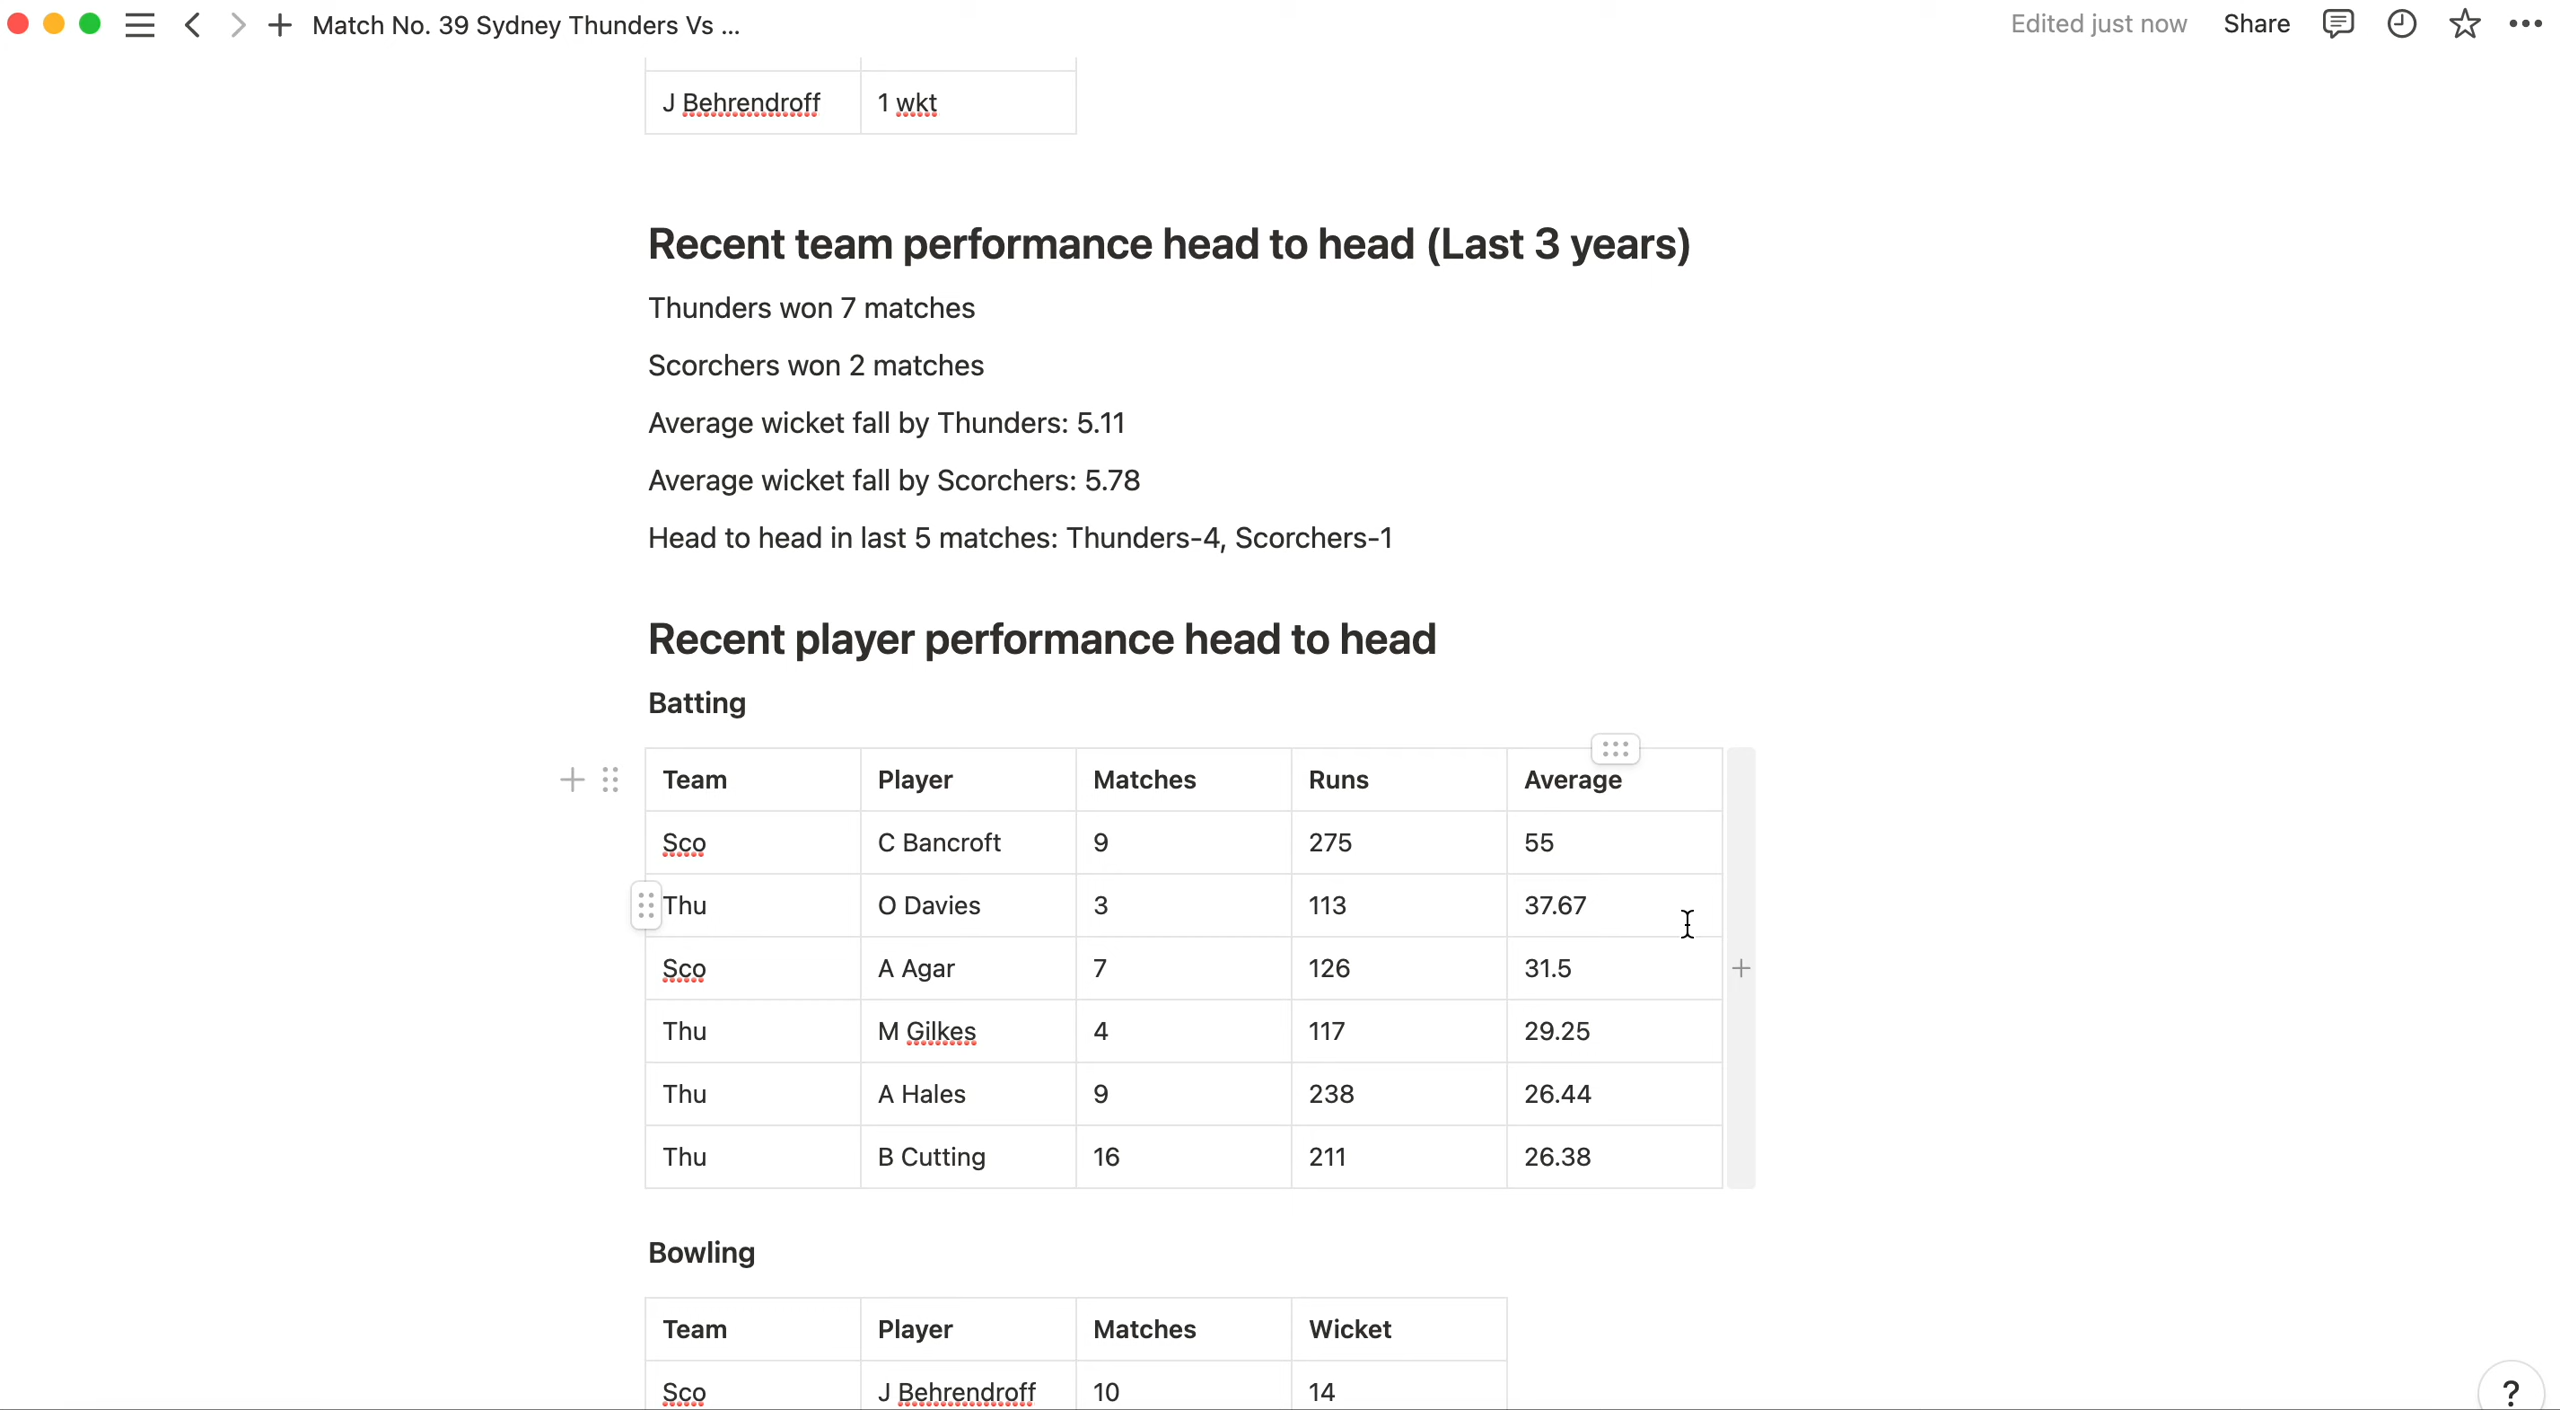 Match No. 39 Sydney Thunders Vs ...
Edited just now
Share
J Behrendroff 1 wkt
Recent team performance head to head (Last 3 years)
Thunders won 7 matches
Scorchers won 2 matches
Average wicket fall by Thunders: 5.11
Average wicket fall by Scorchers: 5.78
Head to head in last 5 matches: Thunders-4, Scorchers-1
Recent player performance head to head
Batting
Team Player Matches Runs Average
Sco C Bancroft 9 275 55
Thu O Davies 3 113 37.67
Sco A Agar 7 126 31.5
Thu M Gilkes 4 117 29.25
Thu A Hales 9 238 26.44
Thu B Cutting 16 211 26.38
Bowling
Team Player Matches Wicket
Sco J Behrendroff 10 14
?